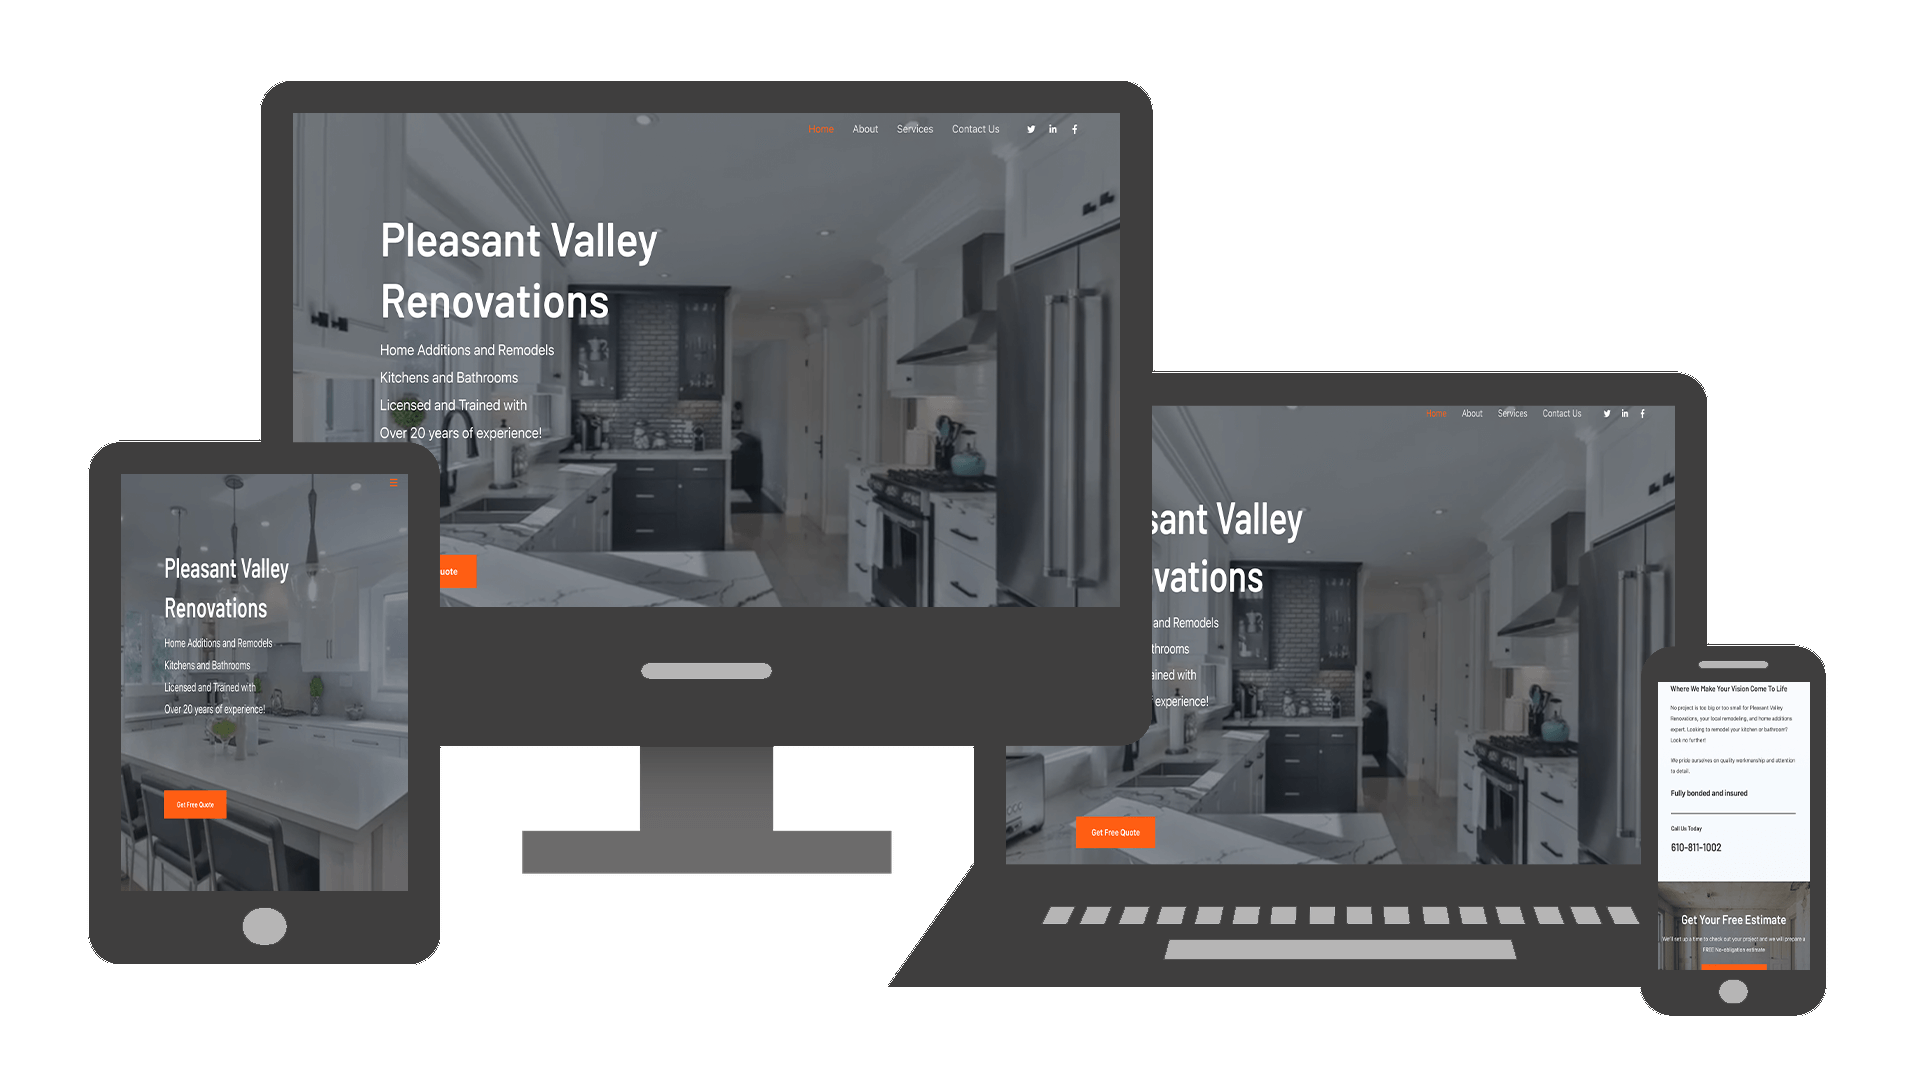 Home About Services Contact Us
Pleasant Valley
Renovations
Home Additions and Remodels
Kitchens and Bathrooms
Licensed and Trained with
Over 20 years of experience!
uote
Pleasant Valley
Renovations
Home Additions and Remodels
Kitchens and Bathrooms
Licensed and Trained with
Over 20 years of experience!
Get Free Quote
Home About Services Contact Us
sant Valley
vations
and Remodels
throoms
ained with
experience!
Get Free Quote
Where We Make Your Vision Come To Life
No project is too big or too small for Pleasant Valley
Renovations, your local remodeling, and home additions
expert. Looking to remodel your kitchen or bathroom?
Look no further!
We pride ourselves on quality workmanship and attention
to detail.
Fully bonded and insured
Call Us Today
610-811-1002
Get Your Free Estimate
We'll set up a time to check out your project and we will prepare a
FREE No-obligation estimate